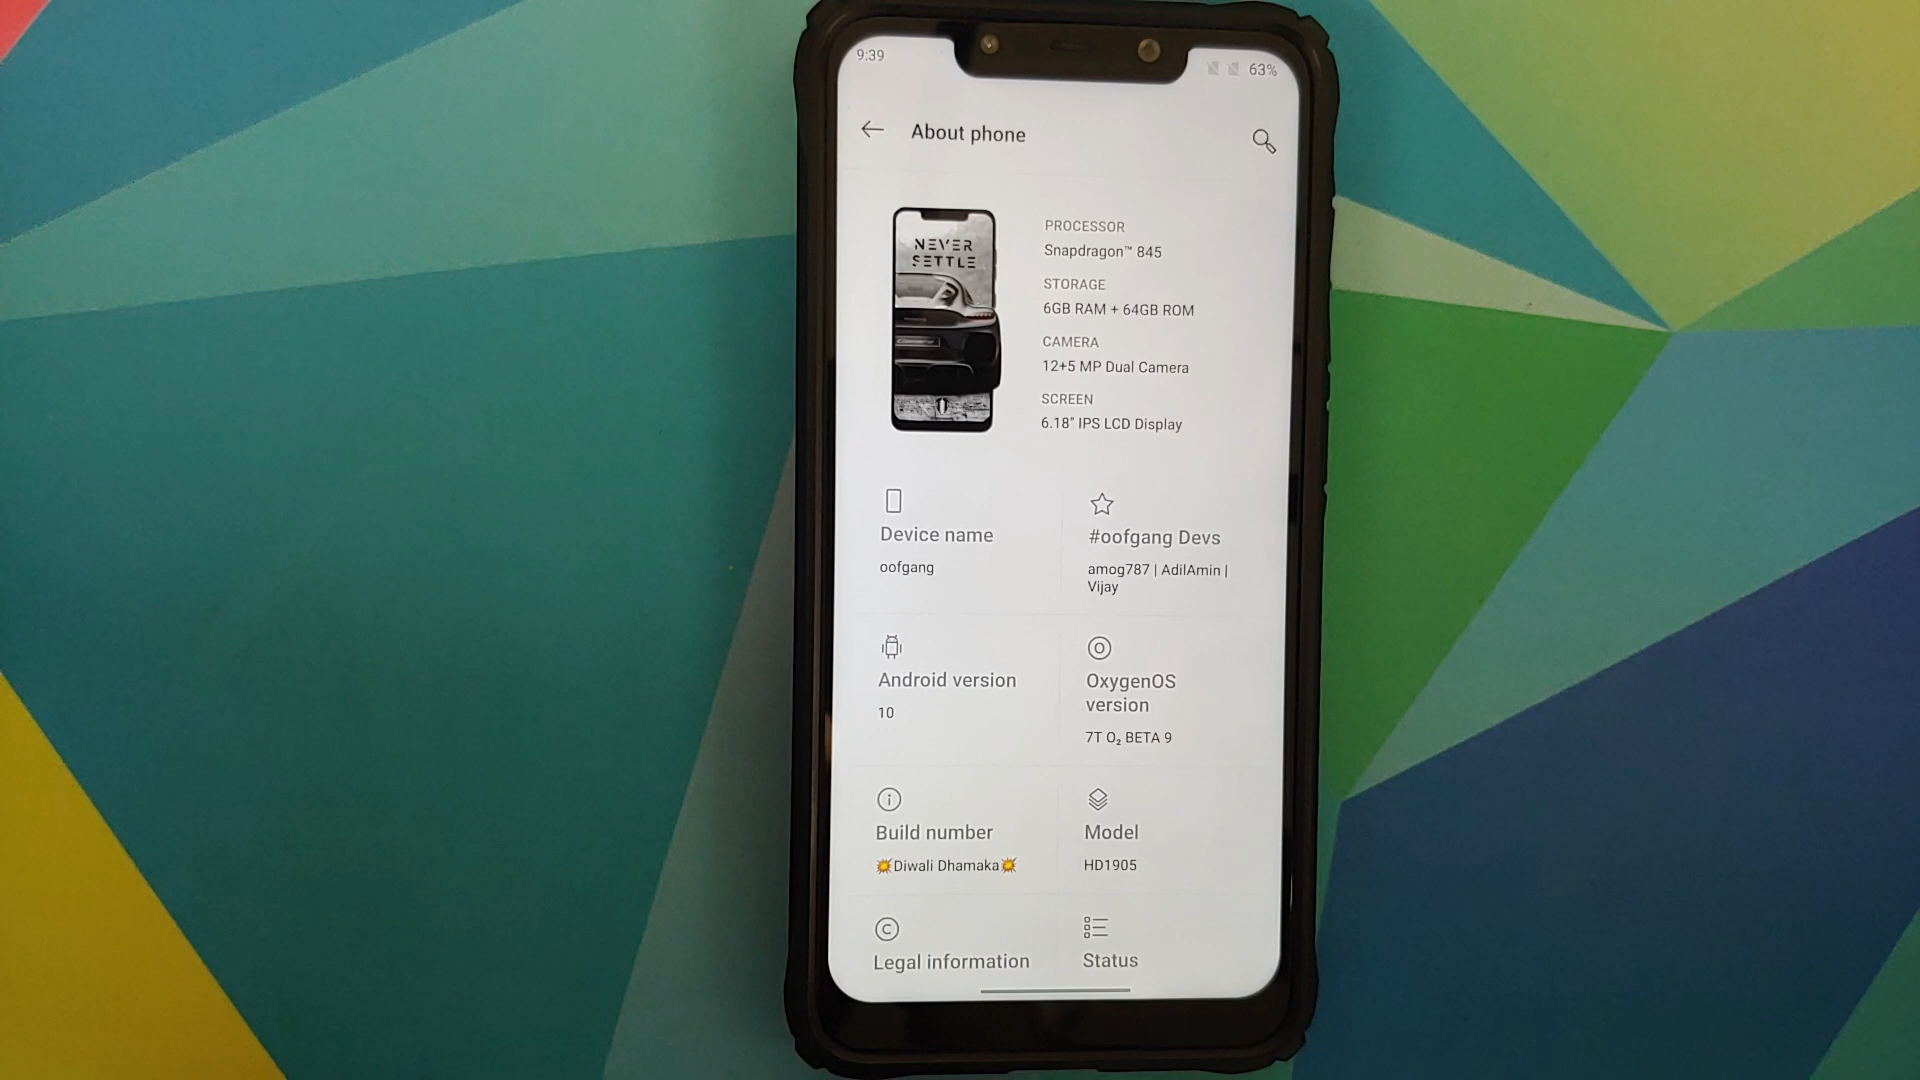 9:39
63%
About phone
NEVER
SETTLE
PROCESSOR
Snapdragon™ 845
STORAGE
6GB RAM + 64GB ROM
CAMERA
12+5 MP Dual Camera
SCREEN
6.18" IPS LCD Display
Device name
oofgang
#oofgang Devs
amog787 | AdilAmin |
Vijay
Android version
10
OxygenOS
version
7T O₂ BETA 9
Build number
💥Diwali Dhamaka💥
Model
HD1905
Legal information
Status